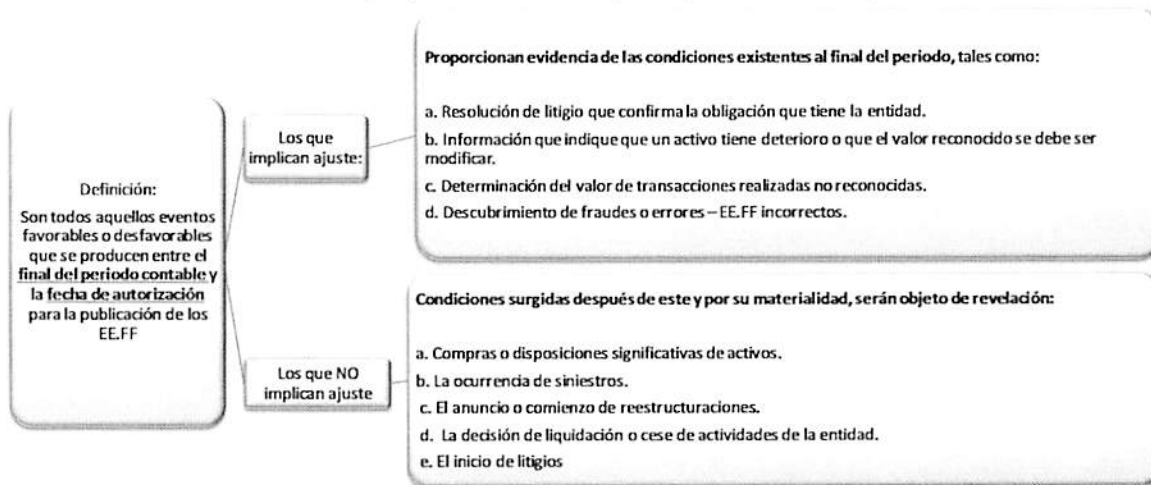 Definición:
Son todos aquellos eventos
favorables o desfavorables
que se producen entre el
final del periodo contable y
la fecha de autorización
para la publicación de los
EE.FF
Los que
implican ajuste:
Proporcionan evidencia de las condiciones existentes al final del periodo, tales como:
a. Resolución de litigio que confirma la obligación que tiene la entidad.
b. Información que indique que un activo tiene deterioro o que el valor reconocido se debe ser
modificar.
c. Determinación del valor de transacciones realizadas no reconocidas.
d. Descubrimiento de fraudes o errores – EE.FF incorrectos.
Los que NO
implican ajuste
Condiciones surgidas después de este y por su materialidad, serán objeto de revelación:
a. Compras o disposiciones significativas de activos.
b. La ocurrencia de siniestros.
c. El anuncio o comienzo de reestructuraciones.
d. La decisión de liquidación o cese de actividades de la entidad.
e. El inicio de litigios